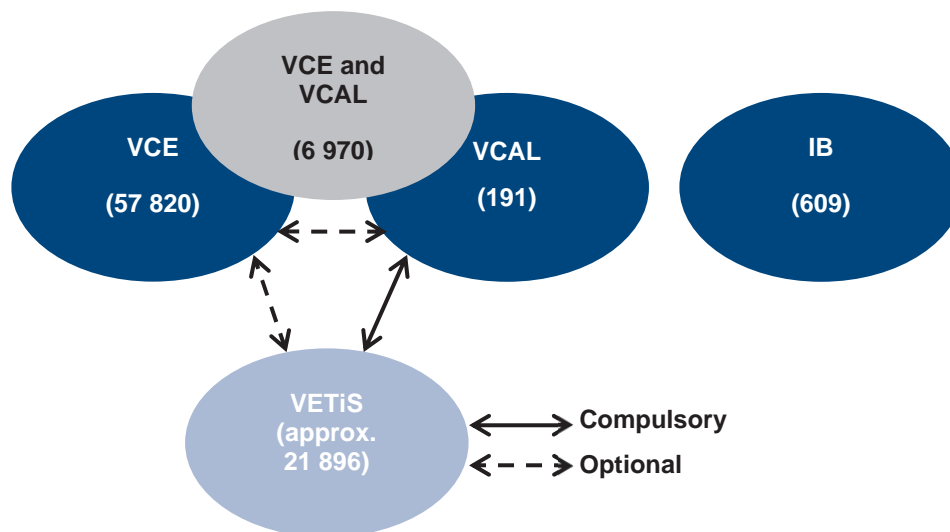 VCE and
VCAL
(6 970)
VCE
(57 820)
VCAL
(191)
IB
(609)
VETiS
(approx.
21 896)
Compulsory
Optional